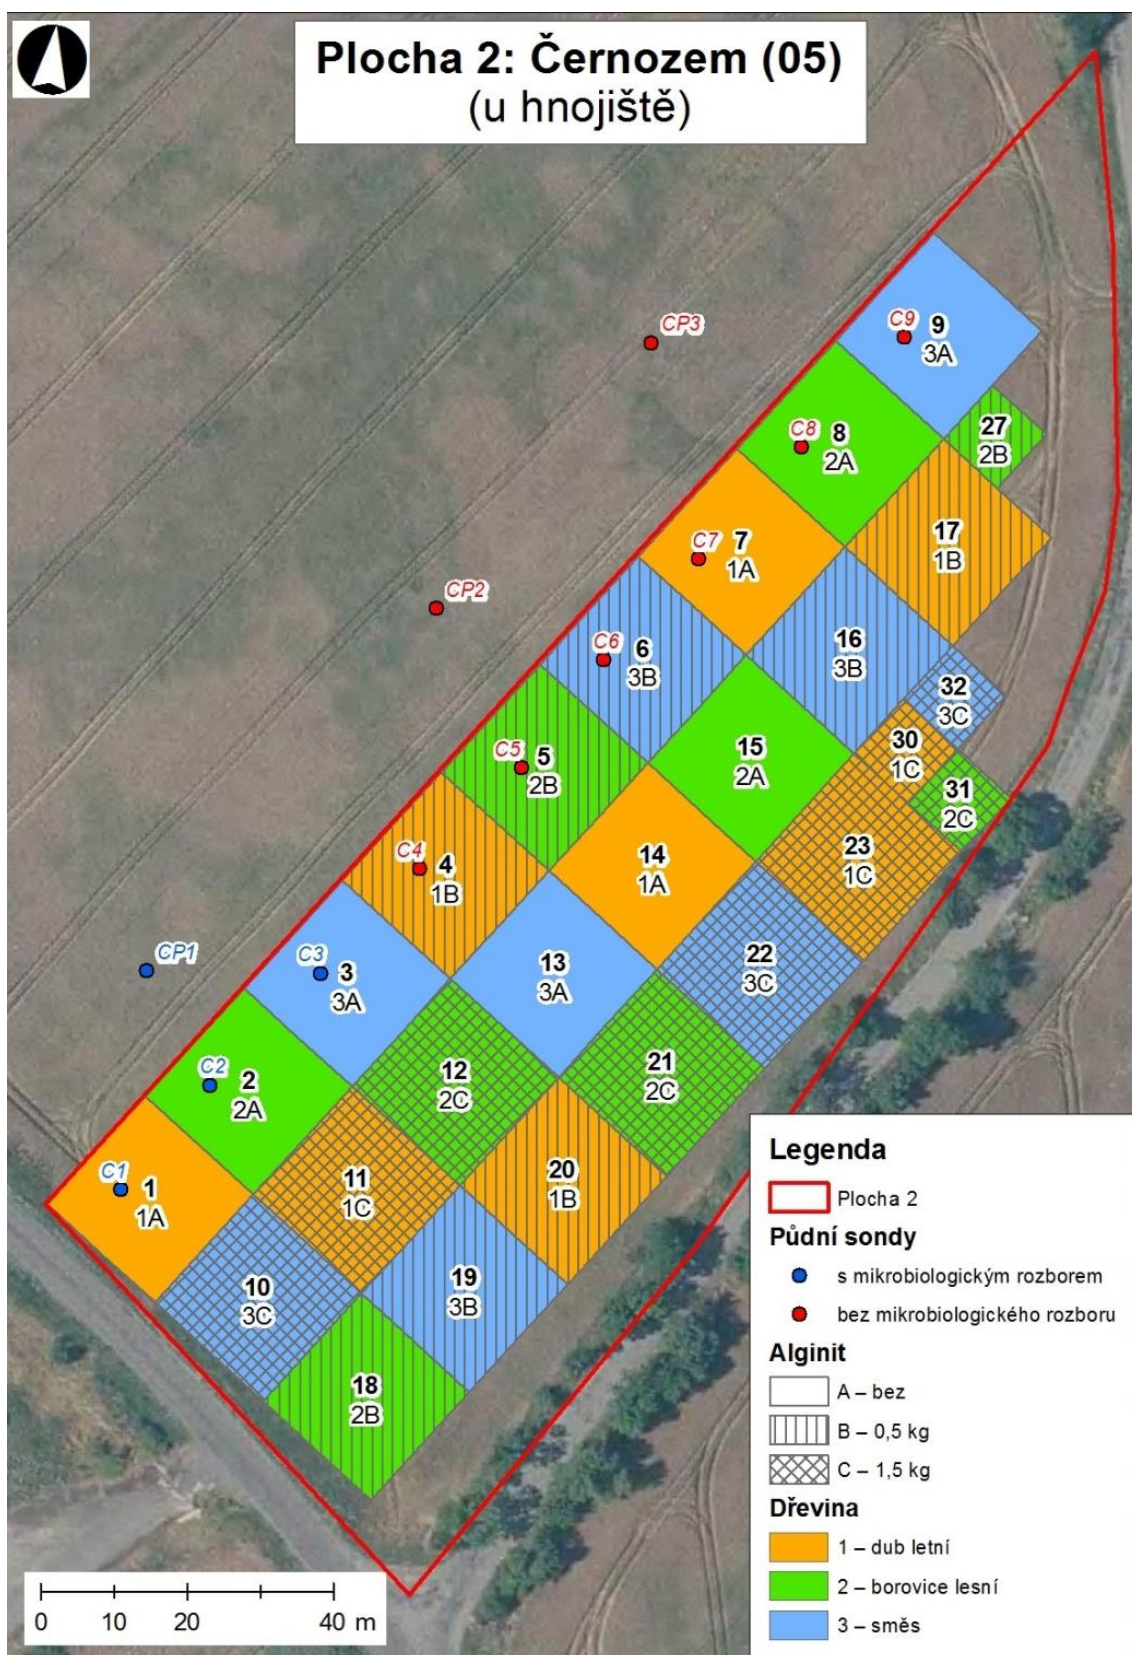 Plocha 2: Černozem (05)
(u hnojiště)
CP3
C9
9
3A
C8
8
2A
27
2B
C7
7
1A
17
1B
CP2
C6
6
3B
16
3B
32
3C
30
1C
C5
5
2B
15
2A
31
2C
C4
4
1B
14
1A
23
1C
CP1
C3
3
3A
13
3A
22
3C
C2
2
2A
12
2C
21
2C
C1
1
1A
11
1C
20
1B
10
3C
19
3B
18
2B
Legenda
Plocha 2
Půdní sondy
s mikrobiologickým rozborem
bez mikrobiologického rozboru
Alginit
A – bez
B – 0,5 kg
C – 1,5 kg
Dřevina
1 – dub letní
2 – borovice lesní
3 – směs
0 10 20 40 m